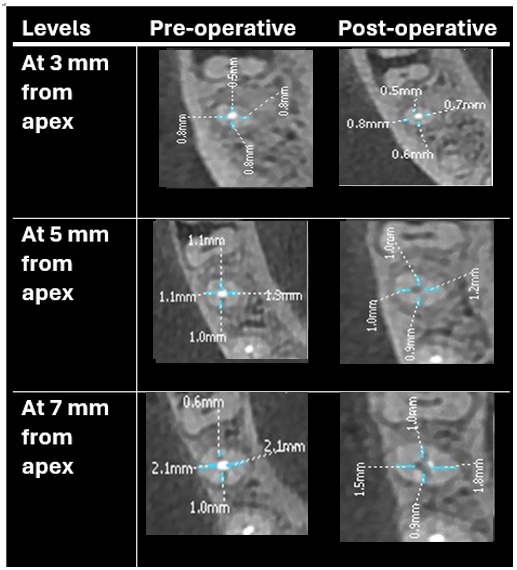 Levels Pre-operative Post-operative
At 3 mm from apex
0.5mm
0.8mm
0.8mm
0.8mm
0.5mm
0.7mm
0.8mm
0.6mm
At 5 mm from apex
1.1mm
1.1mm
1.3mm
1.0mm
1.0mm
1.2mm
1.0mm
0.9mm
At 7 mm from apex
0.6mm
2.1mm
2.1mm
1.0mm
1.0mm
1.5mm
1.8mm
0.9mm